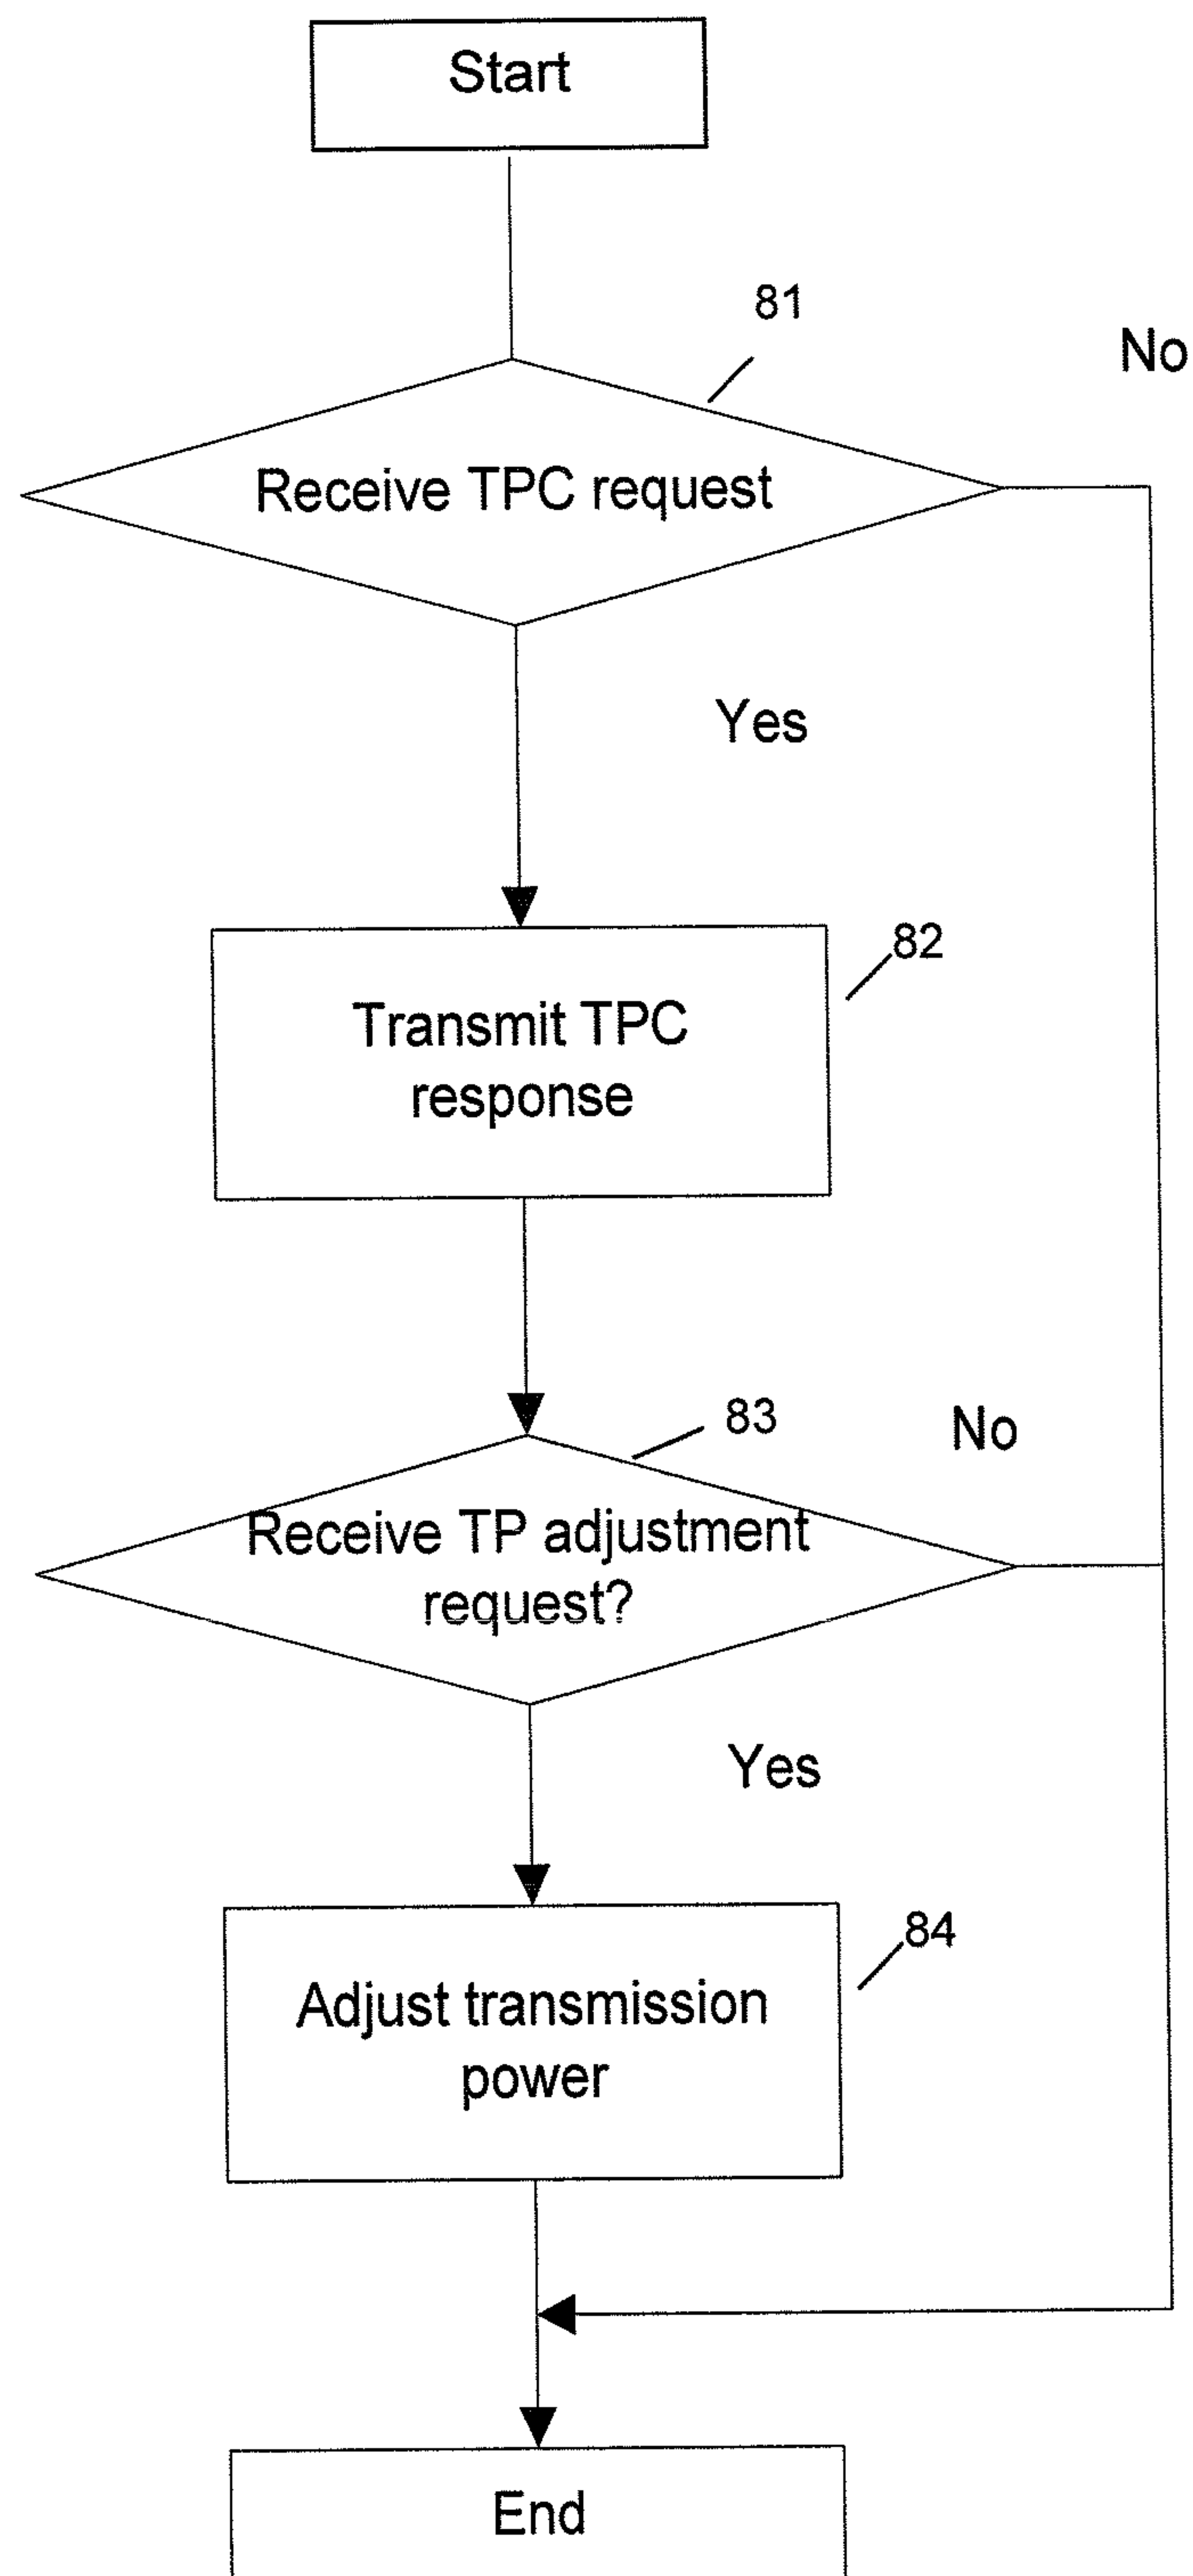 Start
81
No
Receive TPC request
Yes
82
Transmit TPC
response
83
No
Receive TP adjustment
request?
Yes
84
Adjust transmission
power
End